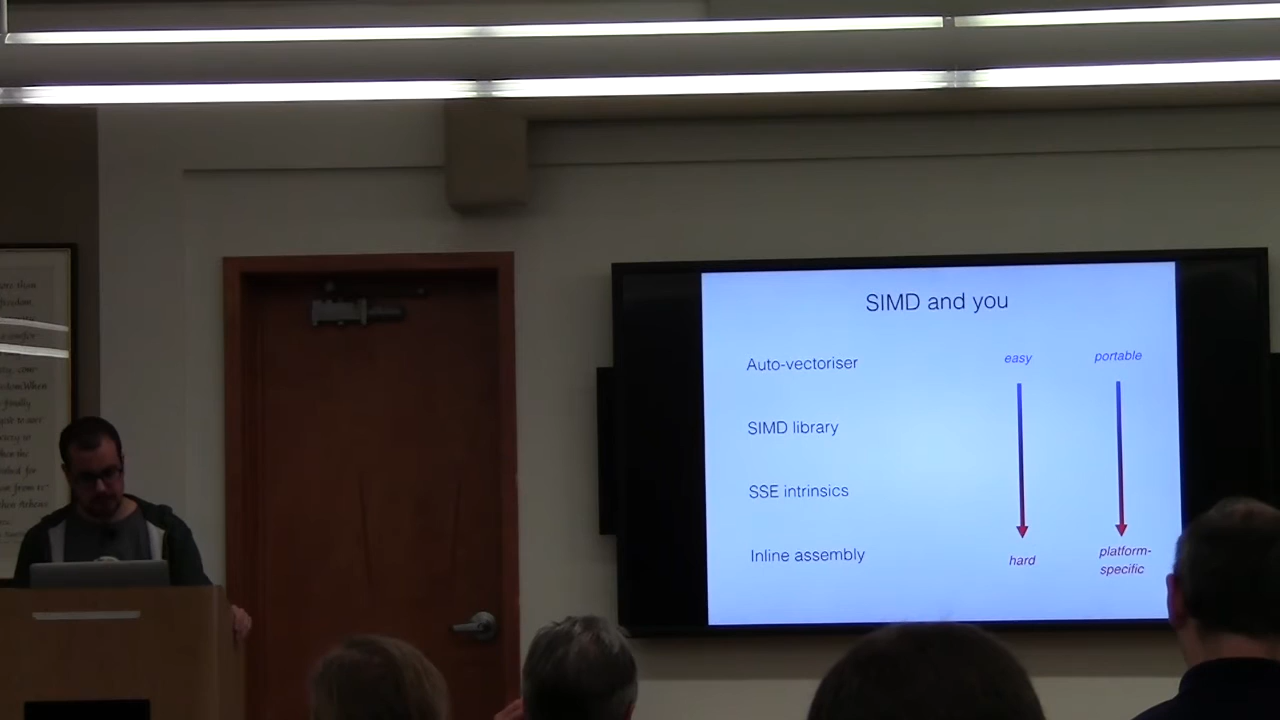 SIMD and you
Auto-vectoriser
easy
portable
SIMD library
SSE intrinsics
Inline assembly
hard
platform-
specific